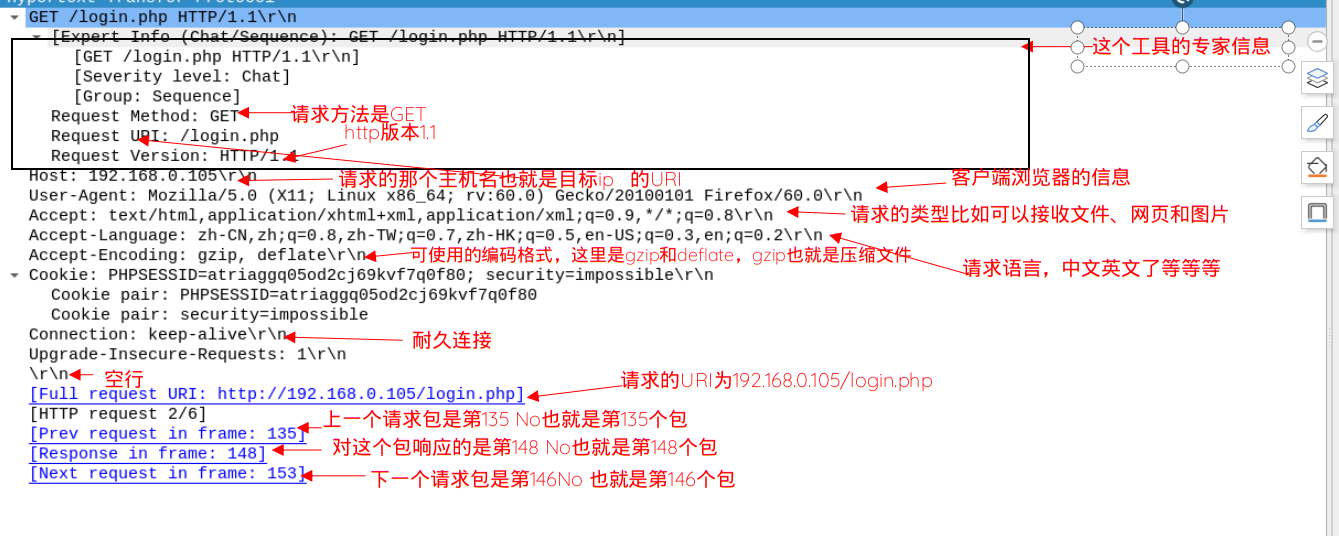 Hypertext Transfer Protocol
GET /login.php HTTP/1.1\r\n
[Expert Info (Chat/Sequence): GET /login.php HTTP/1.1\r\n]
这个工具的专家信息
[GET /login.php HTTP/1.1\r\n]
[Severity level: Chat]
[Group: Sequence]
Request Method: GET
请求方法是GET
Request URI: /login.php
http版本1.1
Request Version: HTTP/1.1
Host: 192.168.0.105\r\n
请求的那个主机名也就是目标ip 的URI
客户端浏览器的信息
User-Agent: Mozilla/5.0 (X11; Linux x86_64; rv:60.0) Gecko/20100101 Firefox/60.0\r\n
Accept: text/html,application/xhtml+xml,application/xml;q=0.9,*/*;q=0.8\r\n
请求的类型比如可以接收文件、网页和图片
Accept-Language: zh-CN,zh;q=0.8,zh-TW;q=0.7,zh-HK;q=0.5,en-US;q=0.3,en;q=0.2\r\n
Accept-Encoding: gzip, deflate\r\n
可使用的编码格式，这里是gzip和deflate，gzip也就是压缩文件
请求语言，中文英文了等等等
Cookie: PHPSESSID=atriaggq05od2cj69kvf7q0f80; security=impossible\r\n
Cookie pair: PHPSESSID=atriaggq05od2cj69kvf7q0f80
Cookie pair: security=impossible
Connection: keep-alive\r\n
耐久连接
Upgrade-Insecure-Requests: 1\r\n
\r\n
空行
请求的URI为192.168.0.105/login.php
[Full request URI: http://192.168.0.105/login.php]
[HTTP request 2/6]
上一个请求包是第135 No也就是第135个包
[Prev request in frame: 135]
[Response in frame: 148]
对这个包响应的是第148 No也就是第148个包
[Next request in frame: 153]
下一个请求包是第146No 也就是第146个包